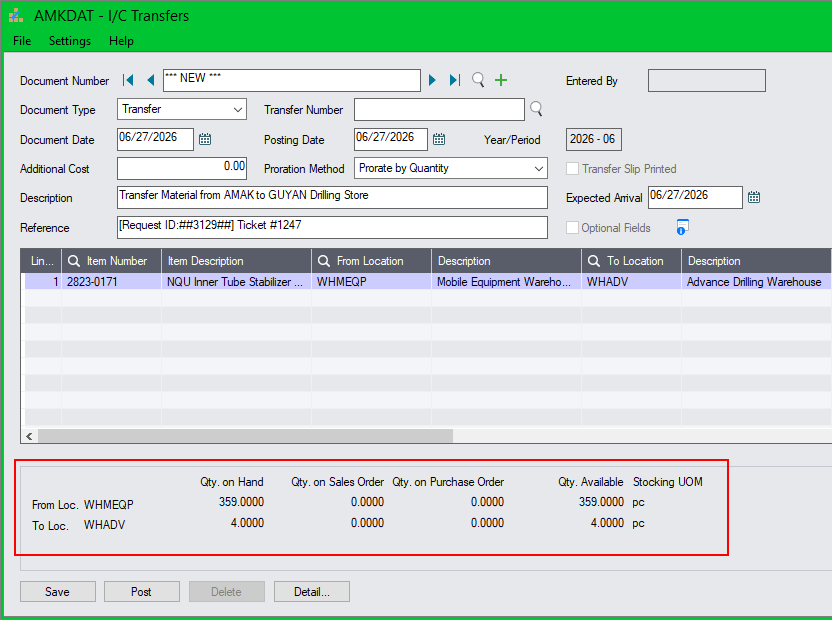 AMKDAT - I/C Transfers
File Settings Help
Document Number *** NEW *** Entered By
Document Type Transfer Transfer Number
Document Date 06/27/2026 Posting Date 06/27/2026 Year/Period 2026 - 06
Additional Cost 0.00 Proration Method Prorate by Quantity Transfer Slip Printed
Description Transfer Material from AMAK to GUYAN Drilling Store Expected Arrival 06/27/2026
Reference [Request ID:##3129##] Ticket #1247 Optional Fields
Lin... Item Number Item Description From Location Description To Location Description
1 2823-0171 NQU Inner Tube Stabilizer ... WHMEQP Mobile Equipment Wareho... WHADV Advance Drilling Warehouse
Qty. on Hand Qty. on Sales Order Qty. on Purchase Order Qty. Available Stocking UOM
From Loc. WHMEQP 359.0000 0.0000 0.0000 359.0000 pc
To Loc. WHADV 4.0000 0.0000 0.0000 4.0000 pc
Save Post Delete Detail...